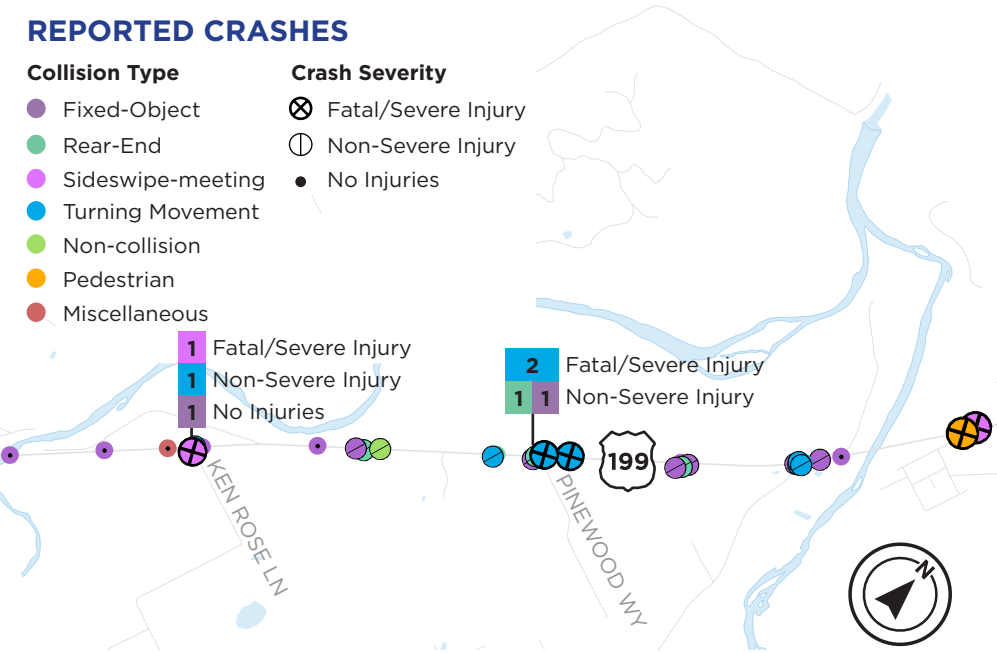 REPORTED CRASHES
Collision Type
Fixed-Object
Rear-End
Sideswipe-meeting
Turning Movement
Non-collision
Pedestrian
Miscellaneous
Crash Severity
Fatal/Severe Injury
Non-Severe Injury
No Injuries
1 Fatal/Severe Injury
1 Non-Severe Injury
1 No Injuries
2 Fatal/Severe Injury
1 1 Non-Severe Injury
199
KEN ROSE LN
PINEWOOD WY
N